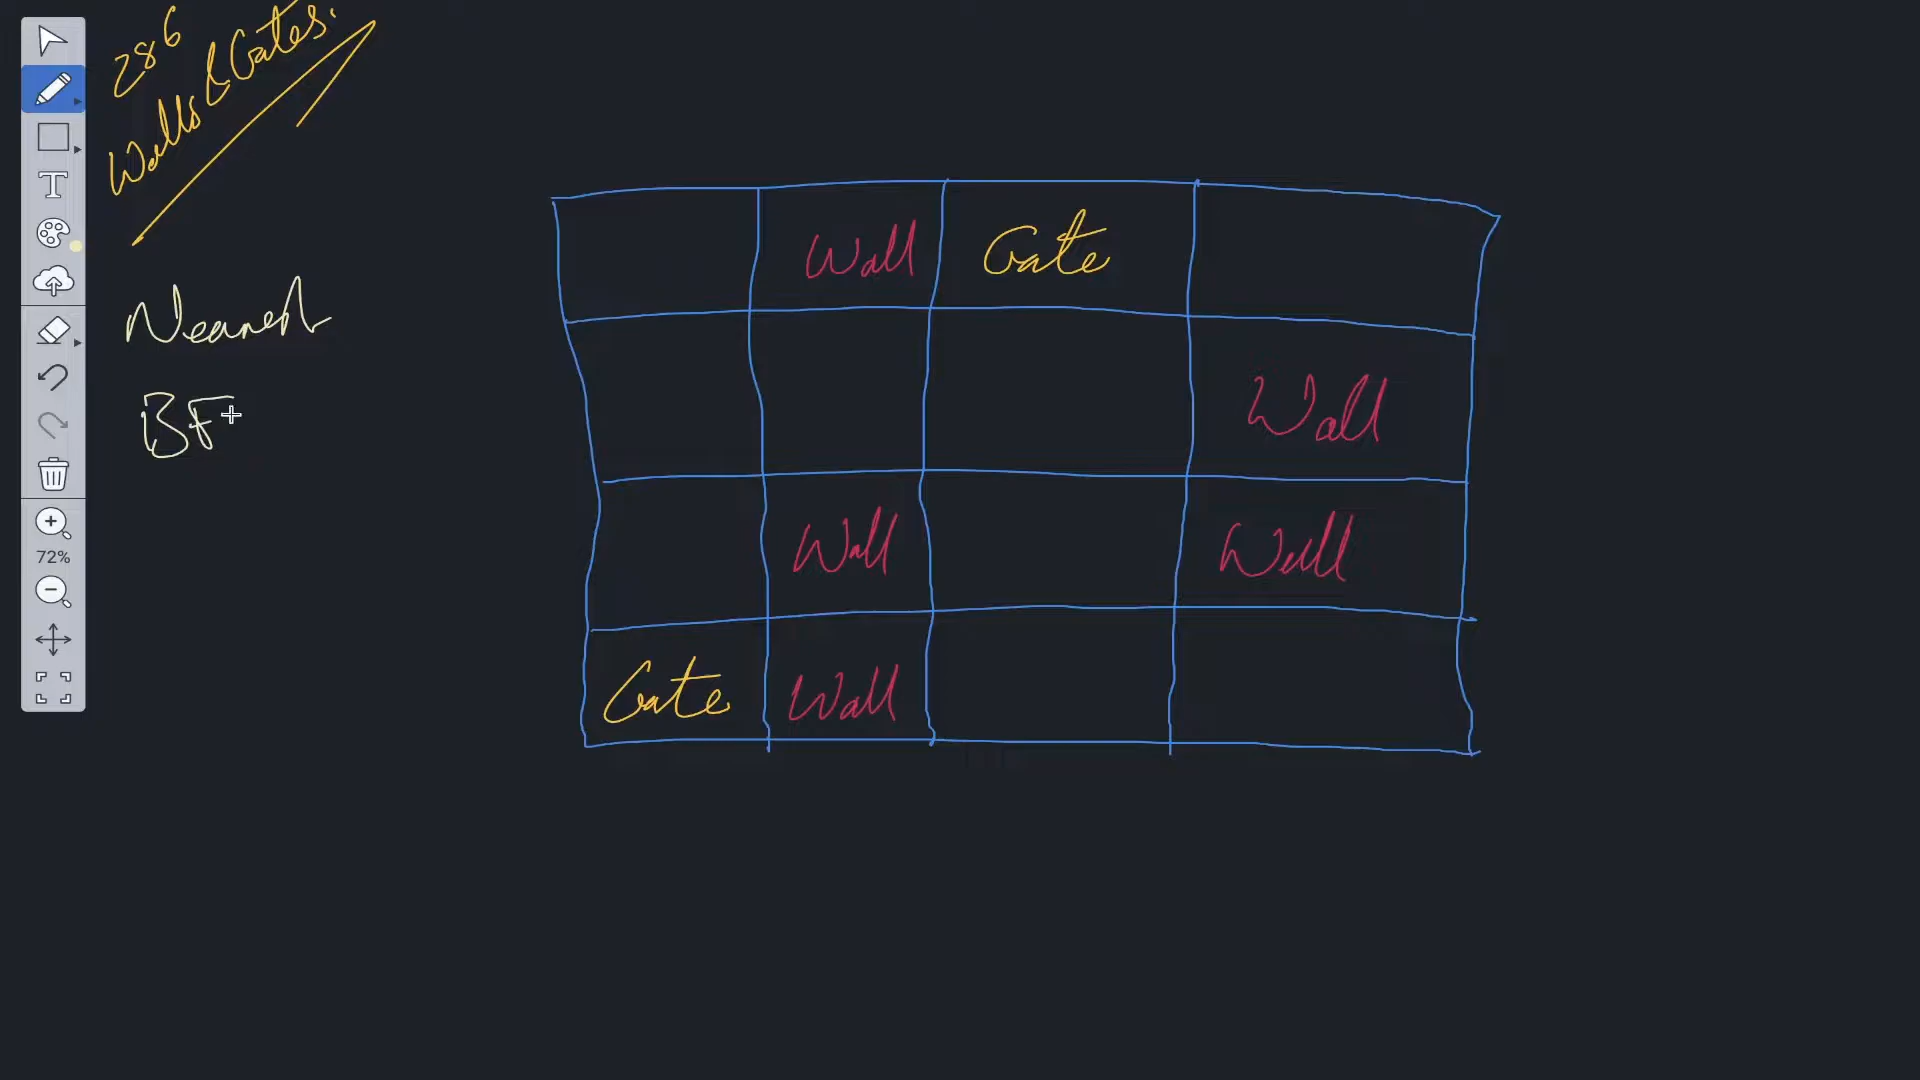 286
Walls & Gates.
Nearest
BF
Wall Gate
Wall
Wall Wall
Gate Wall
72%